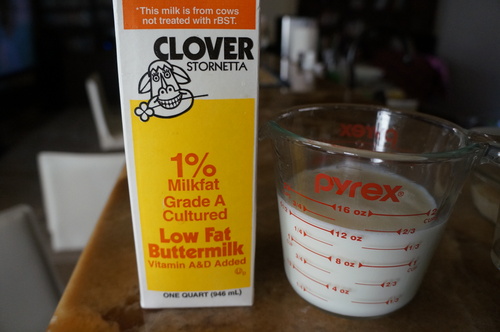 *This milk is from cows
not treated with rBST.
CLOVER
STORNETTA
1%
Milkfat
Grade A
Cultured
Low Fat
Buttermilk
Vitamin A&D Added
ONE QUART (946 mL)
pyrex
16 oz
12 oz
8 oz
4 oz